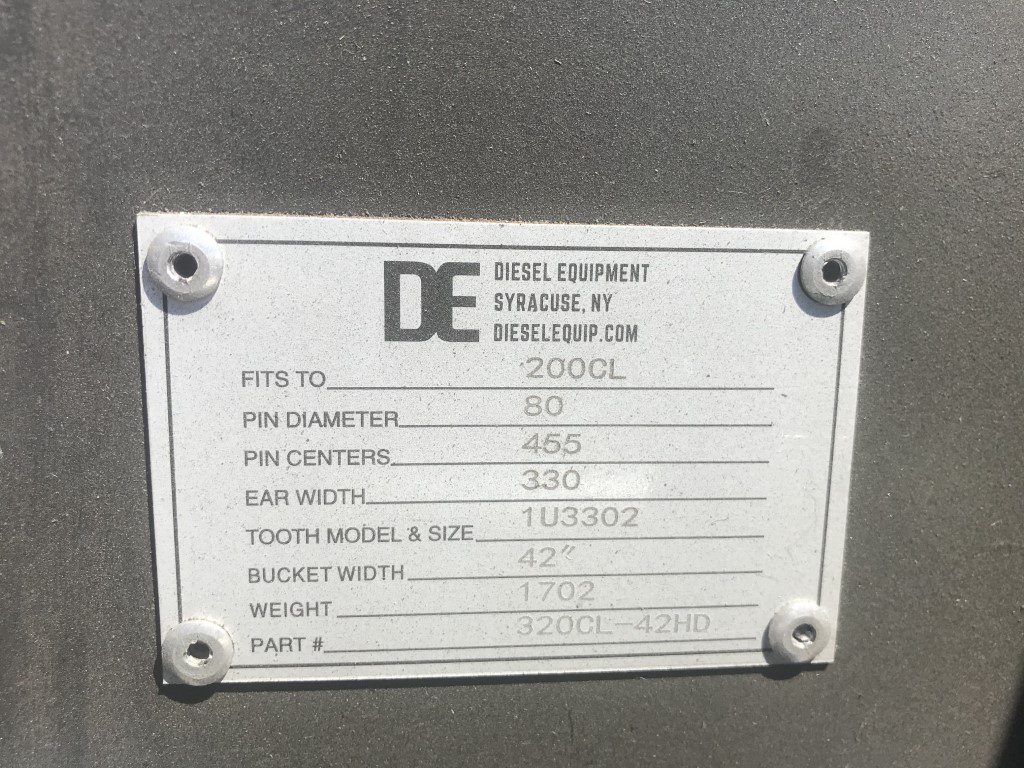 DE
DIESEL EQUIPMENT
SYRACUSE, NY
DIESELEQUIP.COM
FITS TO 200CL
PIN DIAMETER 80
PIN CENTERS 455
EAR WIDTH 330
TOOTH MODEL & SIZE 1U3302
BUCKET WIDTH 42"
WEIGHT 1702
PART # 320CL-42HD